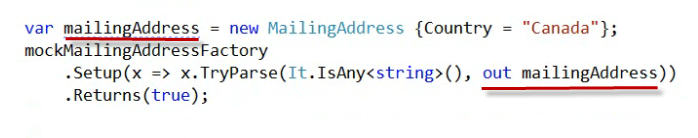 var mailingAddress = new MailingAddress {Country = "Canada"};
mockMailingAddressFactory
.Setup(x => x.TryParse(It.IsAny<string>(), out mailingAddress))
.Returns(true);